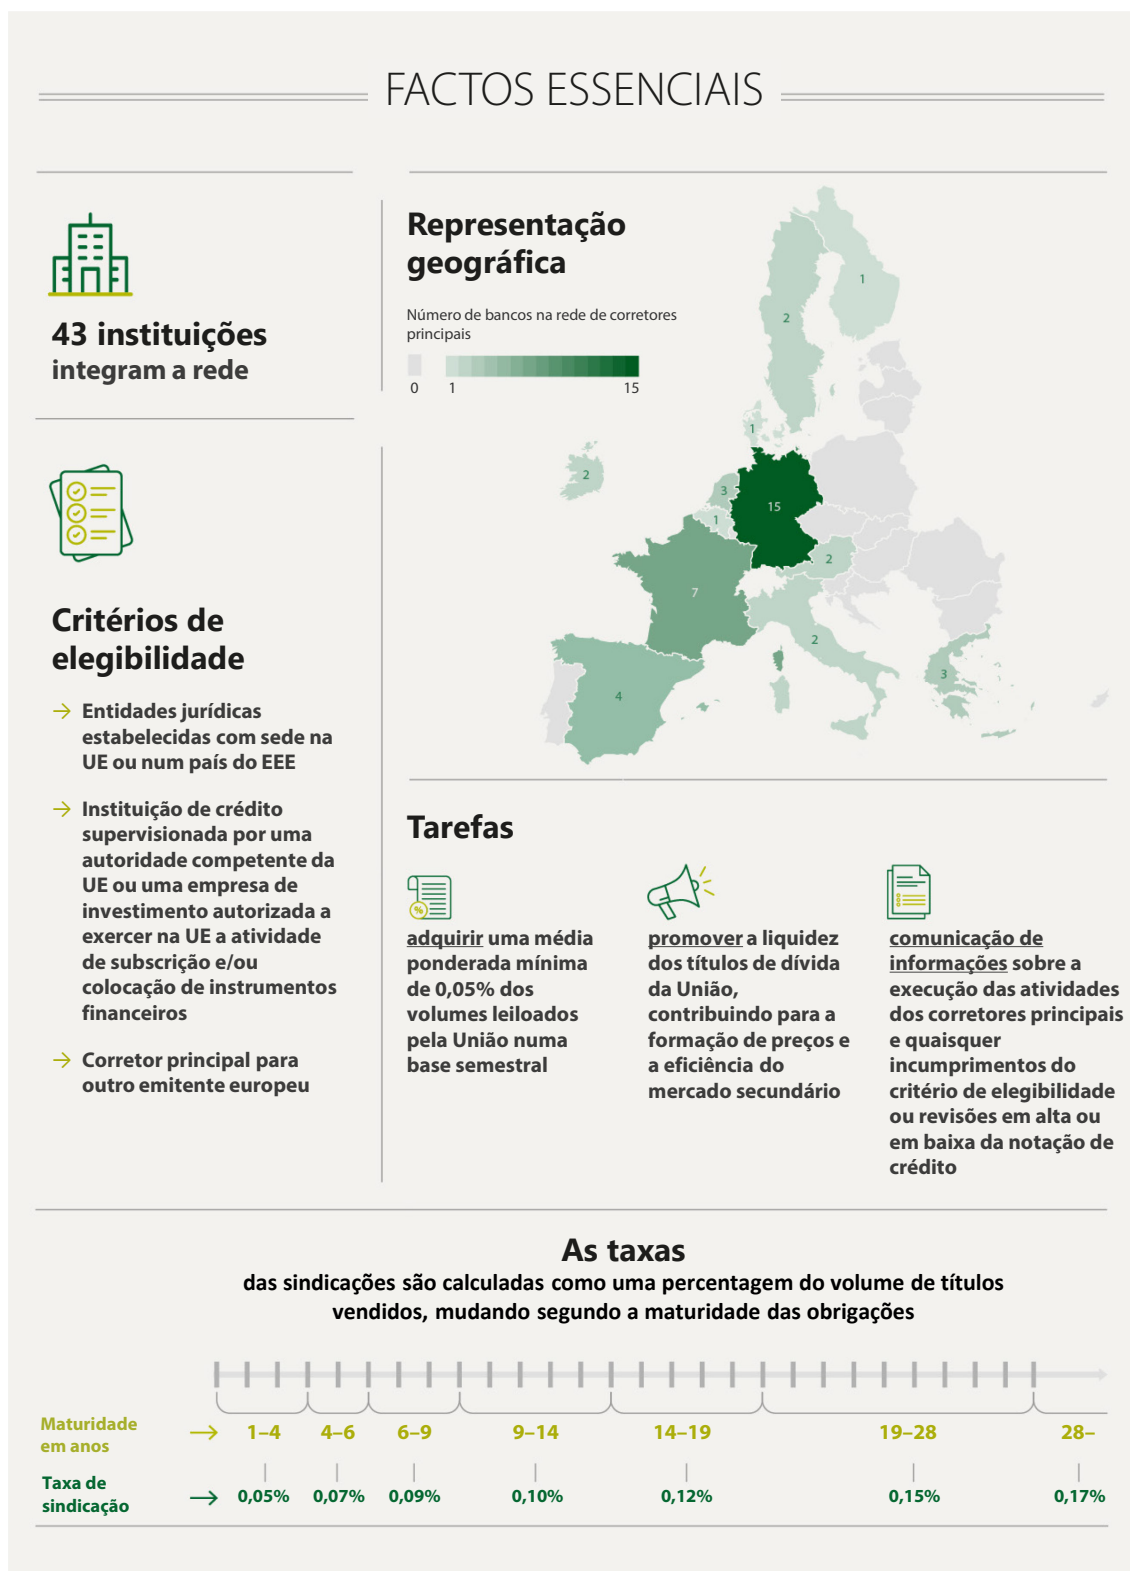 FACTOS ESSENCIAIS
43 instituições
integram a rede
Representação
geográfica
Número de bancos na rede de corretores
principais
0
1
15
1
2
1
2
3
1
15
2
7
2
4
3
Critérios de
elegibilidade
→ Entidades jurídicas
estabelecidas com sede na
UE ou num país do EEE
→ Instituição de crédito
supervisionada por uma
autoridade competente da
UE ou uma empresa de
investimento autorizada a
exercer na UE a atividade
de subscrição e/ou
colocação de instrumentos
financeiros
→ Corretor principal para
outro emitente europeu
Tarefas
%
adquirir uma média
ponderada mínima
de 0,05% dos
volumes leiloados
pela União numa
base semestral
promover a liquidez
dos títulos de dívida
da União,
contribuindo para a
formação de preços e
a eficiência do
mercado secundário
comunicação de
informações sobre a
execução das atividades
dos corretores principais
e quaisquer
incumprimentos do
critério de elegibilidade
ou revisões em alta ou
em baixa da notação de
crédito
As taxas
das sindicações são calculadas como uma percentagem do volume de títulos
vendidos, mudando segundo a maturidade das obrigações
Maturidade
em anos
→ 1–4 4–6 6–9 9–14 14–19 19–28 28–
Taxa de
sindicação
→ 0,05% 0,07% 0,09% 0,10% 0,12% 0,15% 0,17%